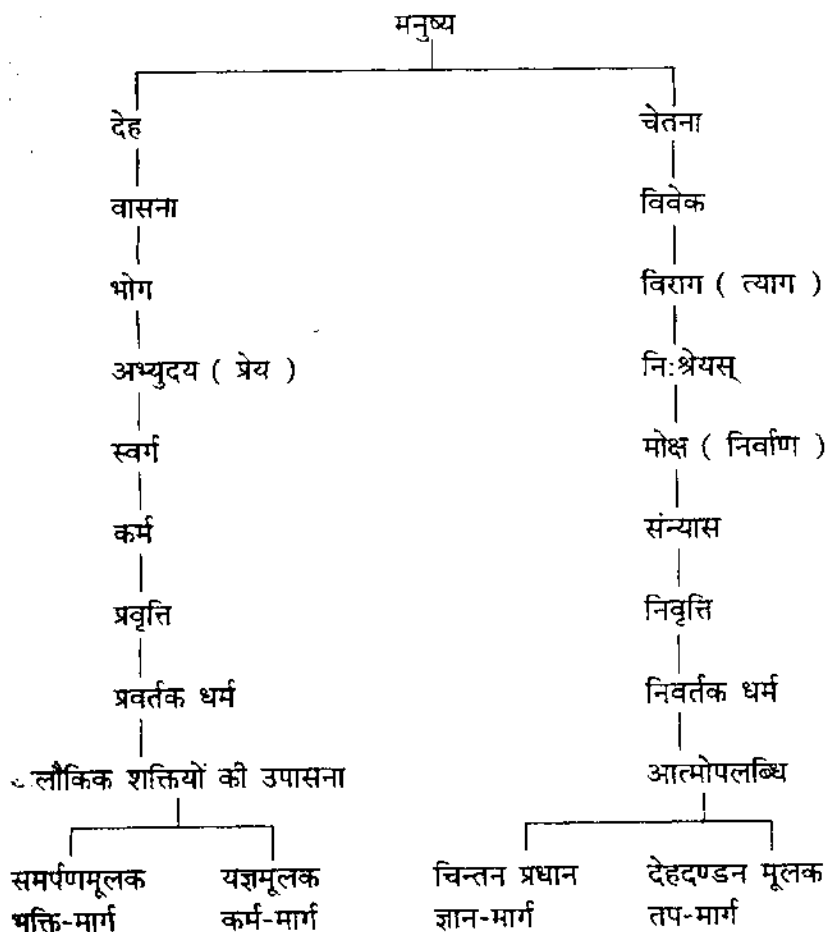 मनुष्य
देह चेतना
वासना विवेक
भोग विराग ( त्याग )
अभ्युदय ( प्रेय ) नि:श्रेयस्
स्वर्ग मोक्ष ( निर्वाण )
कर्म संन्यास
प्रवृत्ति निवृत्ति
प्रवर्तक धर्म निवर्तक धर्म
लौकिक शक्तियों की उपासना आत्मोपलब्धि
समर्पणमूलक यज्ञमूलक चिन्तन प्रधान देहदण्डन मूलक
भक्ति-मार्ग कर्म-मार्ग ज्ञान-मार्ग तप-मार्ग